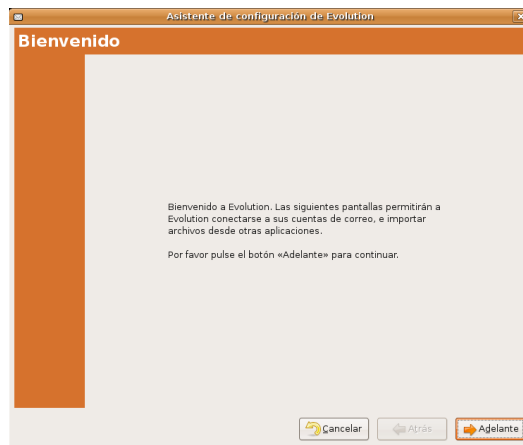 Asistente de configuración de Evolution
Bienvenido
Bienvenido a Evolution. Las siguientes pantallas permitirán a
Evolution conectarse a sus cuentas de correo, e importar
archivos desde otras aplicaciones.
Por favor pulse el botón «Adelante» para continuar.
Cancelar
Atrás
Adelante